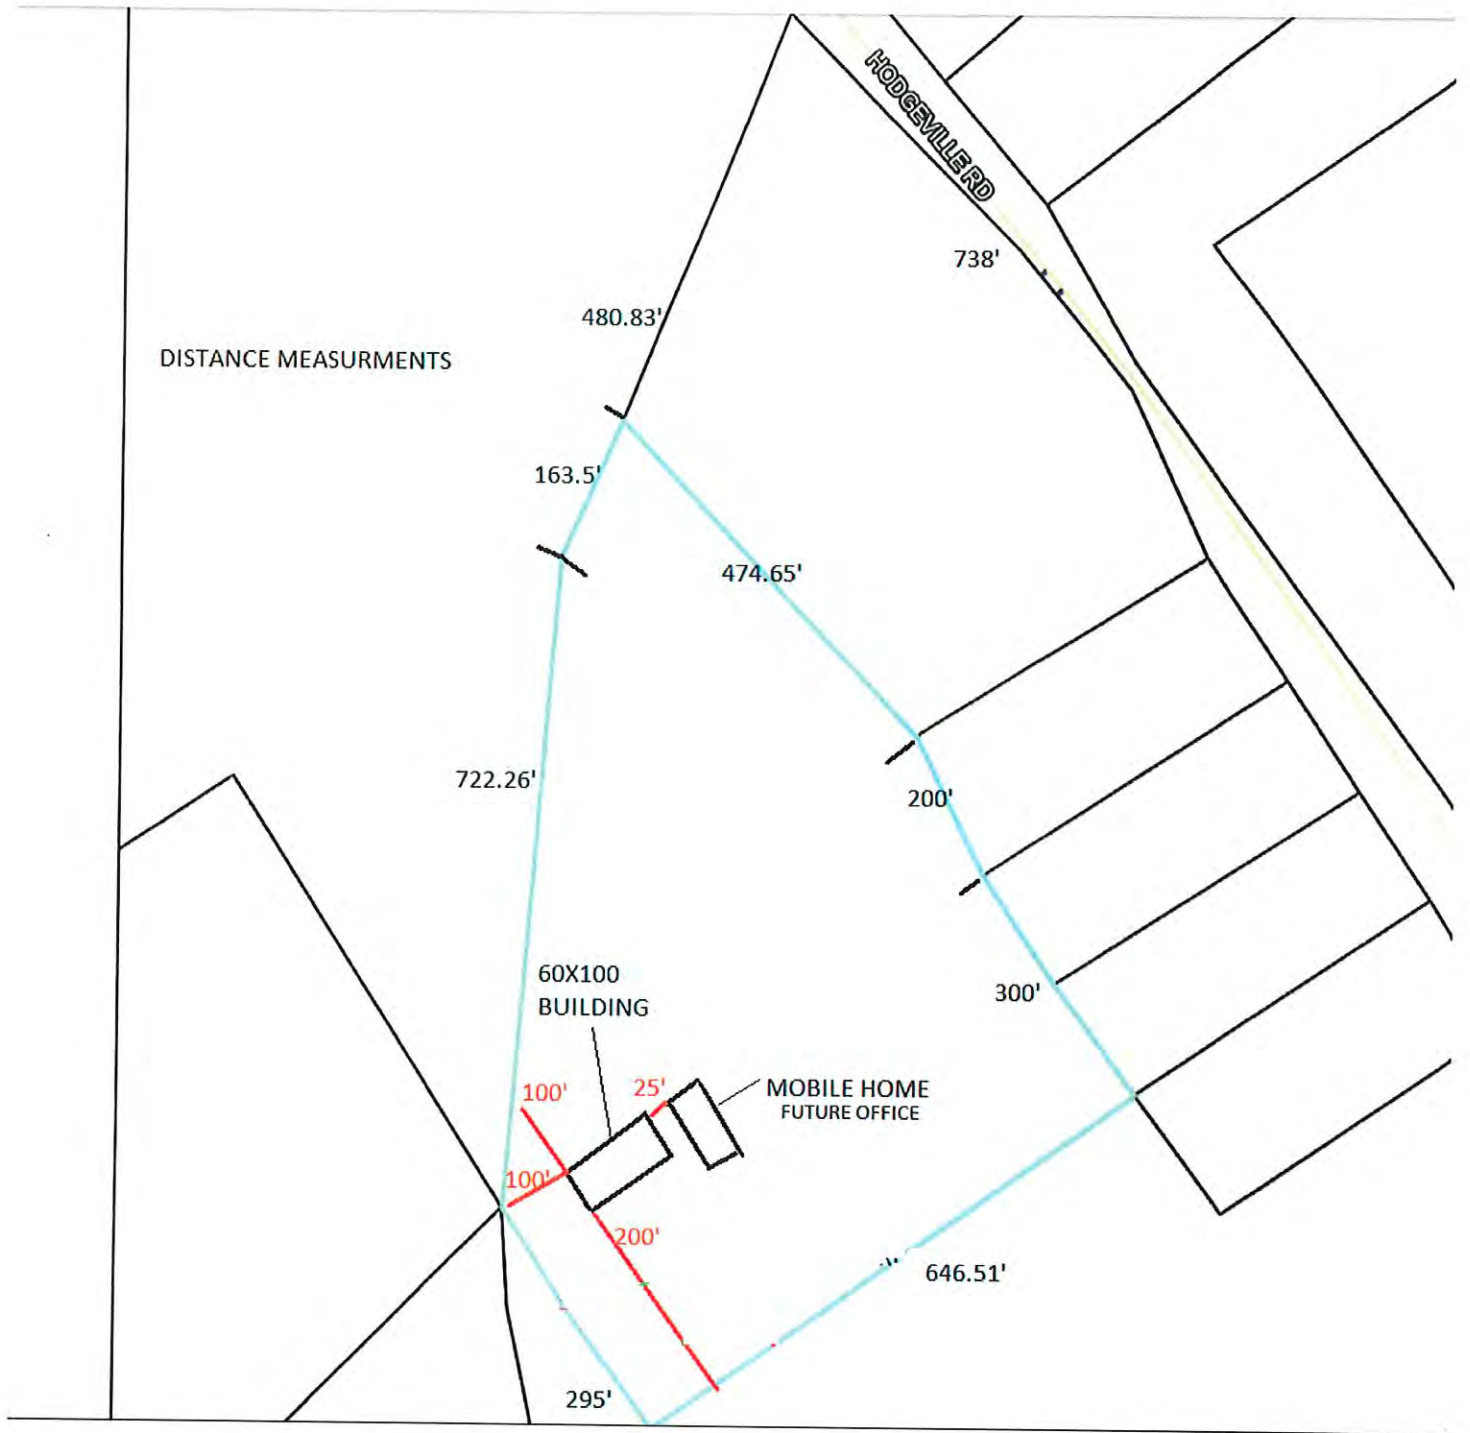 HODGEVILLE RD
738'
480.83'
DISTANCE MEASURMENTS
163.5'
474.65'
722.26'
200'
60X100
BUILDING
300'
100'
25'
MOBILE HOME
FUTURE OFFICE
100'
200'
646.51'
295'